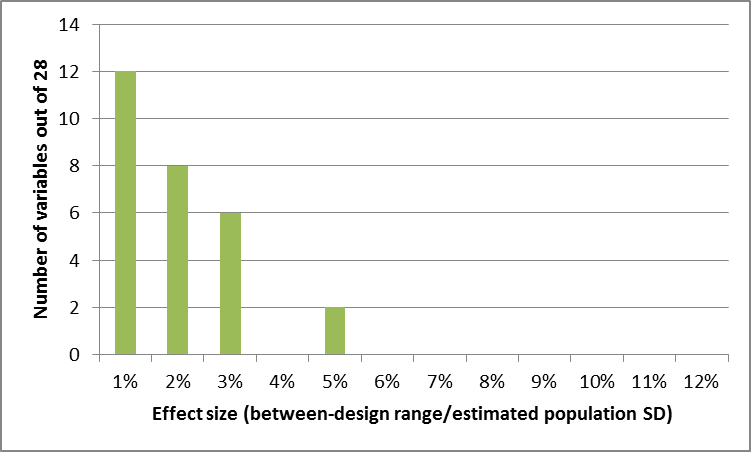 14
12
10
8
6
4
2
0
Number of variables out of 28
1% 2% 3% 4% 5% 6% 7% 8% 9% 10% 11% 12%
Effect size (between-design range/estimated population SD)